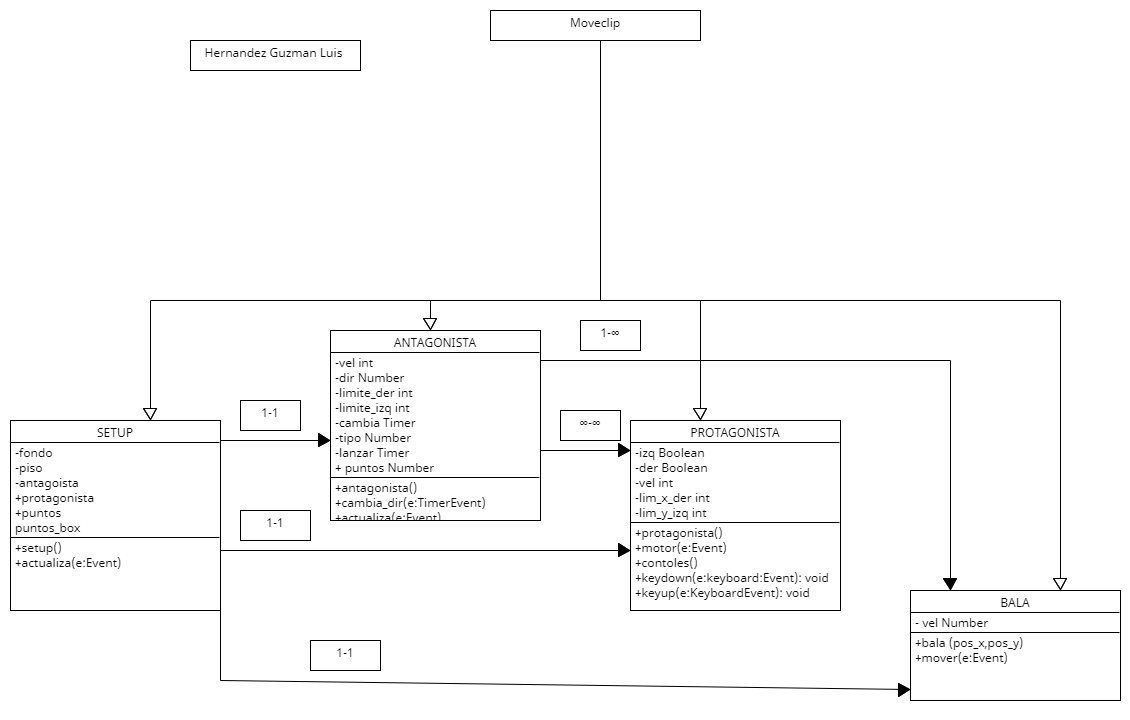 Moveclip
Hernandez Guzman Luis
ANTAGONISTA
-vel int
-dir Number
-limite_der int
-limite_izq int
-cambia Timer
-tipo Number
-lanzar Timer
+ puntos Number
+antagonista()
+cambia_dir(e:TimerEvent)
+actualiza(e:Event)
1-∞
1-1
∞-∞
SETUP
-fondo
-piso
-antagoista
+protagonista
+puntos
puntos_box
+setup()
+actualiza(e:Event)
PROTAGONISTA
-izq Boolean
-der Boolean
-vel int
-lim_x_der int
-lim_y_izq int
+protagonista()
+motor(e:Event)
+contoles()
+keydown(e:keyboard:Event): void
+keyup(e:KeyboardEvent): void
1-1
1-1
BALA
- vel Number
+bala (pos_x,pos_y)
+mover(e:Event)